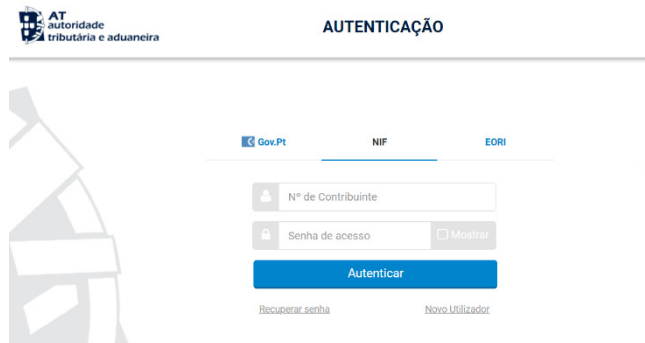 AT
autoridade
tributária e aduaneira
AUTENTICAÇÃO
Gov.Pt
NIF
EORI
Nº de Contribuinte
Senha de acesso
Mostrar
Autenticar
Recuperar senha
Novo Utilizador